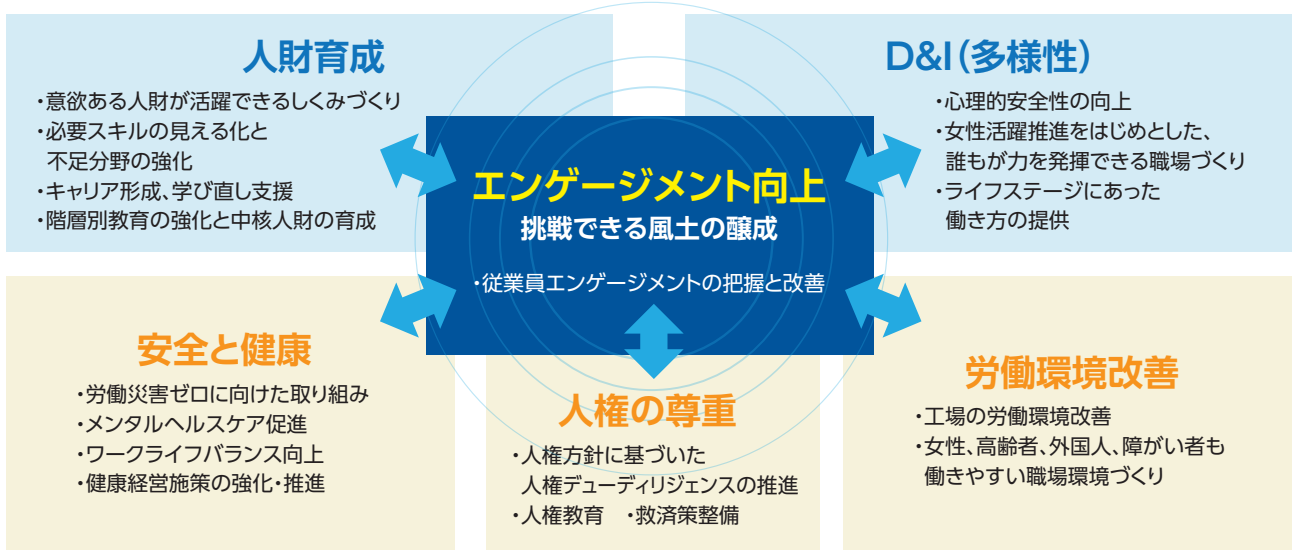 人財育成
・意欲ある人財が活躍できるしくみづくり
・必要スキルの見える化と
不足分野の強化
・キャリア形成、学び直し支援
・階層別教育の強化と中核人財の育成
D&I(多様性)
・心理的安全性の向上
・女性活躍推進をはじめとした、
誰もが力を発揮できる職場づくり
・ライフステージにあった
働き方の提供
エンゲージメント向上
挑戦できる風土の醸成
・従業員エンゲージメントの把握と改善
安全と健康
・労働災害ゼロに向けた取り組み
・メンタルヘルスケア促進
・ワークライフバランス向上
・健康経営施策の強化・推進
人権の尊重
・人権方針に基づいた
人権デューディリジェンスの推進
・人権教育 ・救済策整備
労働環境改善
・工場の労働環境改善
・女性、高齢者、外国人、障がい者も
働きやすい職場環境づくり